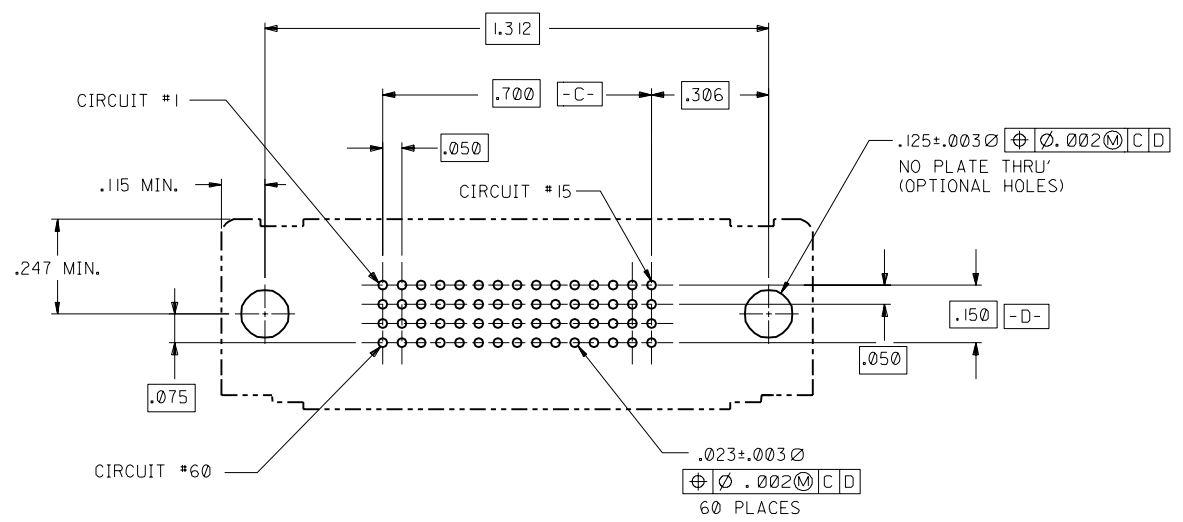 1.312
.700 -C- .306
CIRCUIT #1
.050
.125±.003Ø ⌖ Ø.002Ⓜ C D
NO PLATE THRU'
(OPTIONAL HOLES)
.115 MIN.
CIRCUIT #15
.247 MIN.
.150 -D-
.050
.075
CIRCUIT #60
.023±.003Ø
⌖ Ø .002Ⓜ C D
60 PLACES